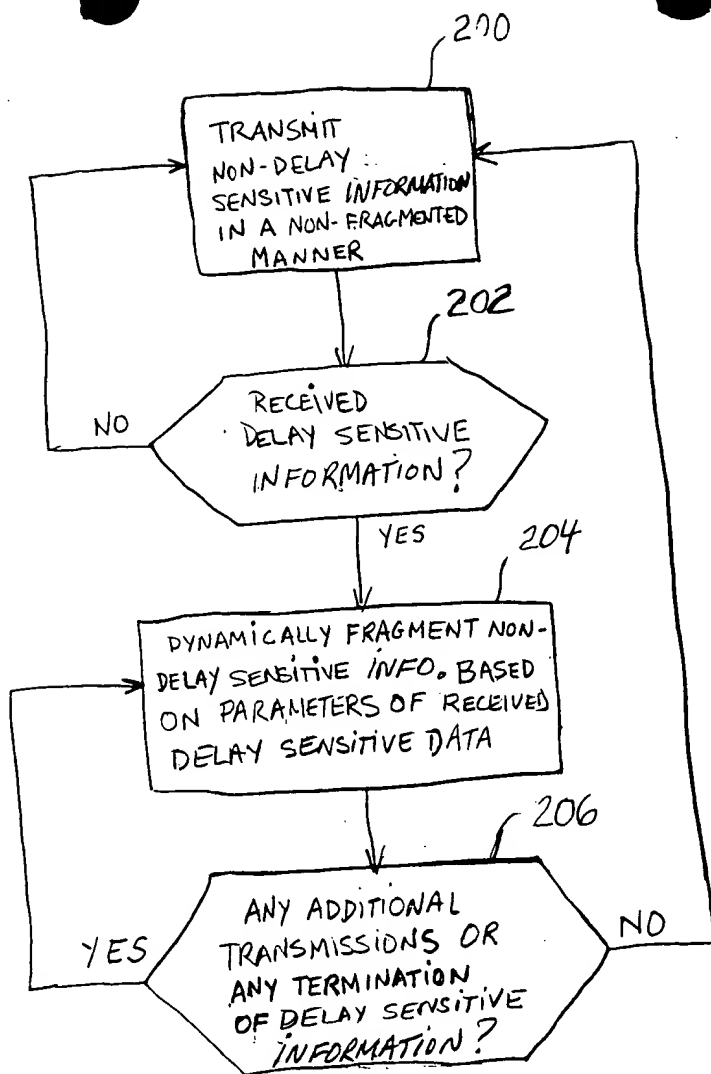 200
TRANSMIT
NON-DELAY
SENSITIVE INFORMATION
IN A NON-FRAGMENTED
MANNER
202
RECEIVED
DELAY SENSITIVE
INFORMATION?
NO
YES
204
DYNAMICALLY FRAGMENT NON-
DELAY SENSITIVE INFO. BASED
ON PARAMETERS OF RECEIVED
DELAY SENSITIVE DATA
206
ANY ADDITIONAL
TRANSMISSIONS OR
ANY TERMINATION
OF DELAY SENSITIVE
INFORMATION?
YES
NO